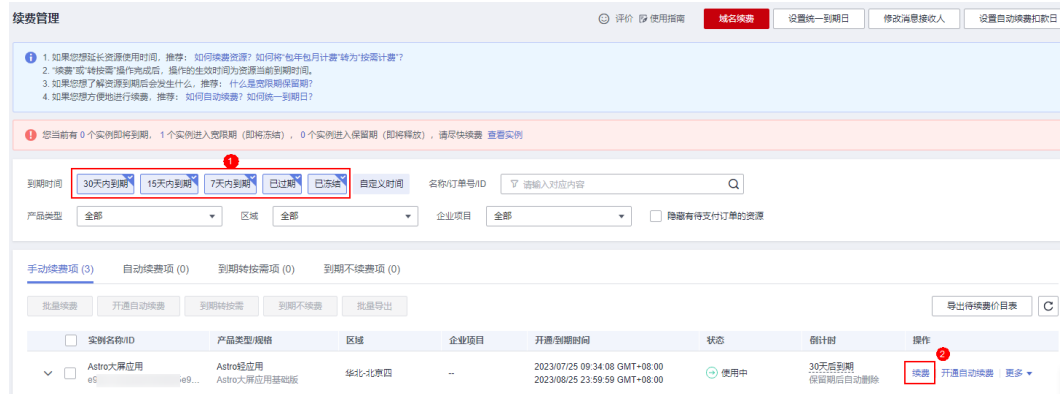 续费管理
评价 使用指南 域名续费 设置统一到期日 修改消息接收人 设置自动续费扣款日
1. 如果您想延长资源使用时间，推荐：如何续费资源？如何将“包年包月计费”转为“按需计费”？
2. “续费”或“转按需”操作完成后，操作的生效时间为资源当前到期时间。
3. 如果您想了解资源到期后会发生什么，推荐：什么是宽限期保留期？
4. 如果您想方便地进行续费，推荐：如何自动续费？如何统一到期日？
您当前有 0 个实例即将到期， 1 个实例进入宽限期（即将冻结）， 0 个实例进入保留期（即将释放），请尽快续费 查看实例
1
到期时间 30天内到期 15天内到期 7天内到期 已过期 已冻结 自定义时间 名称/订单号/ID 请输入对应内容
产品类型 全部 区域 全部 企业项目 全部 隐藏有待支付订单的资源
手动续费项 (3) 自动续费项 (0) 到期转按需项 (0) 到期不续费项 (0)
批量续费 开通自动续费 到期转按需 到期不续费 批量导出 导出待续费价目表
实例名称/ID 产品类型/规格 区域 企业项目 开通/到期时间 状态 倒计时 操作
2
Astro大屏应用 Astro轻应用 华北-北京四 -- 2023/07/25 09:34:08 GMT+08:00 使用中 30天后到期 续费 开通自动续费 更多
e9... Astro大屏应用基础版 2023/08/25 23:59:59 GMT+08:00 保留期后自动删除